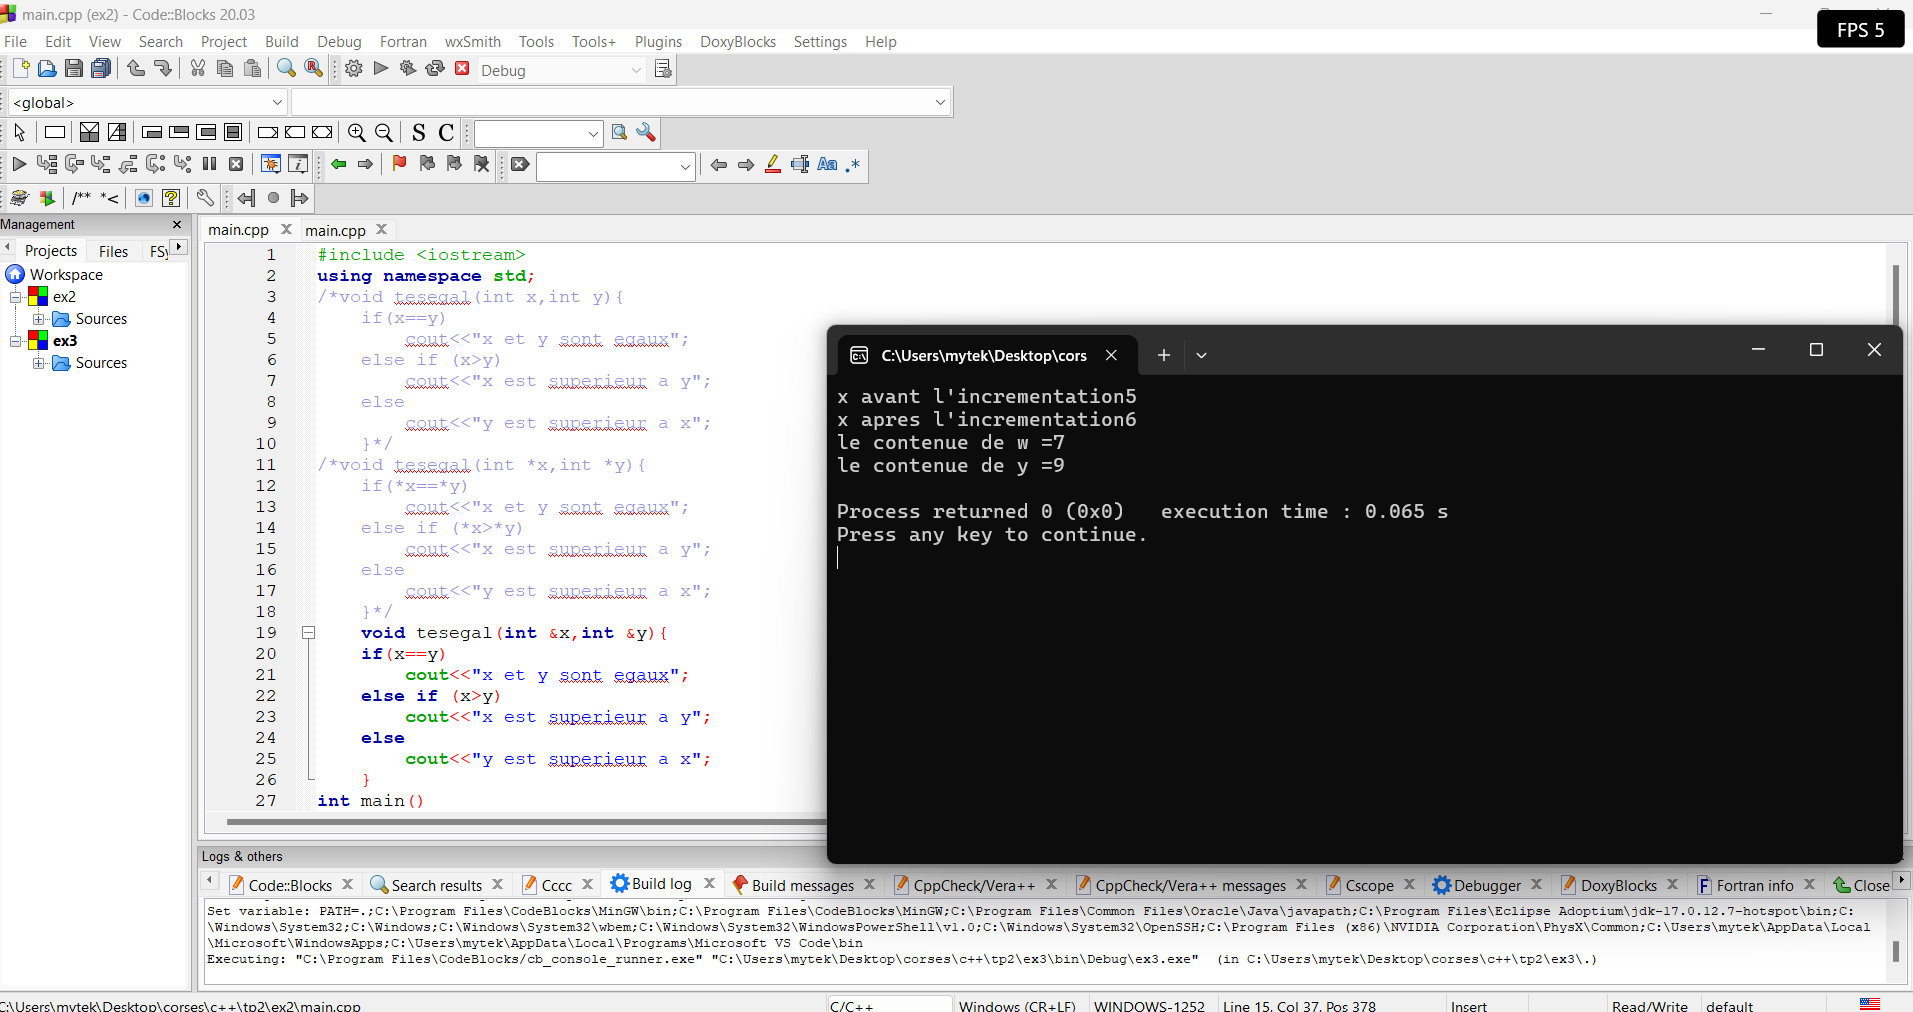 main.cpp (ex2) - Code::Blocks 20.03
FPS 5
File Edit View Search Project Build Debug Fortran wxSmith Tools Tools+ Plugins DoxyBlocks Settings Help
Debug
<global>
S C
Aa .*
/** *<
Management
Projects Files FSy
Workspace
ex2
Sources
ex3
Sources
main.cpp main.cpp
1 #include <iostream>
2 using namespace std;
3 /*void tesegal(int x,int y){
4 if(x==y)
5 cout<<"x et y sont egaux";
6 else if (x>y)
7 cout<<"x est superieur a y";
8 else
9 cout<<"y est superieur a x";
10 }*/
11 /*void tesegal(int *x,int *y){
12 if(*x==*y)
13 cout<<"x et y sont egaux";
14 else if (*x>*y)
15 cout<<"x est superieur a y";
16 else
17 cout<<"y est superieur a x";
18 }*/
19 void tesegal(int &x,int &y){
20 if(x==y)
21 cout<<"x et y sont egaux";
22 else if (x>y)
23 cout<<"x est superieur a y";
24 else
25 cout<<"y est superieur a x";
26 }
27 int main()
C:\Users\mytek\Desktop\cors
x avant l'incrementation5
x apres l'incrementation6
le contenue de w =7
le contenue de y =9
Process returned 0 (0x0) execution time : 0.065 s
Press any key to continue.
Logs & others
Code::Blocks Search results Cccc Build log Build messages CppCheck/Vera++ CppCheck/Vera++ messages Cscope Debugger DoxyBlocks Fortran info Close
Set variable: PATH=.;C:\Program Files\CodeBlocks\MinGW\bin;C:\Program Files\CodeBlocks\MinGW;C:\Program Files\Common Files\Oracle\Java\javapath;C:\Program Files\Eclipse Adoptium\jdk-17.0.12.7-hotspot\bin;C:
\Windows\System32;C:\Windows;C:\Windows\System32\wbem;C:\Windows\System32\WindowsPowerShell\v1.0;C:\Windows\System32\OpenSSH;C:\Program Files (x86)\NVIDIA Corporation\PhysX\Common;C:\Users\mytek\AppData\Local
\Microsoft\WindowsApps;C:\Users\mytek\AppData\Local\Programs\Microsoft VS Code\bin
Executing: "C:\Program Files\CodeBlocks/cb_console_runner.exe" "C:\Users\mytek\Desktop\corses\c++\tp2\ex3\bin\Debug\ex3.exe" (in C:\Users\mytek\Desktop\corses\c++\tp2\ex3\.)
C:\Users\mytek\Desktop\corses\c++\tp2\ex2\main.cpp C/C++ Windows (CR+LF) WINDOWS-1252 Line 15, Col 37, Pos 378 Insert Read/Write default